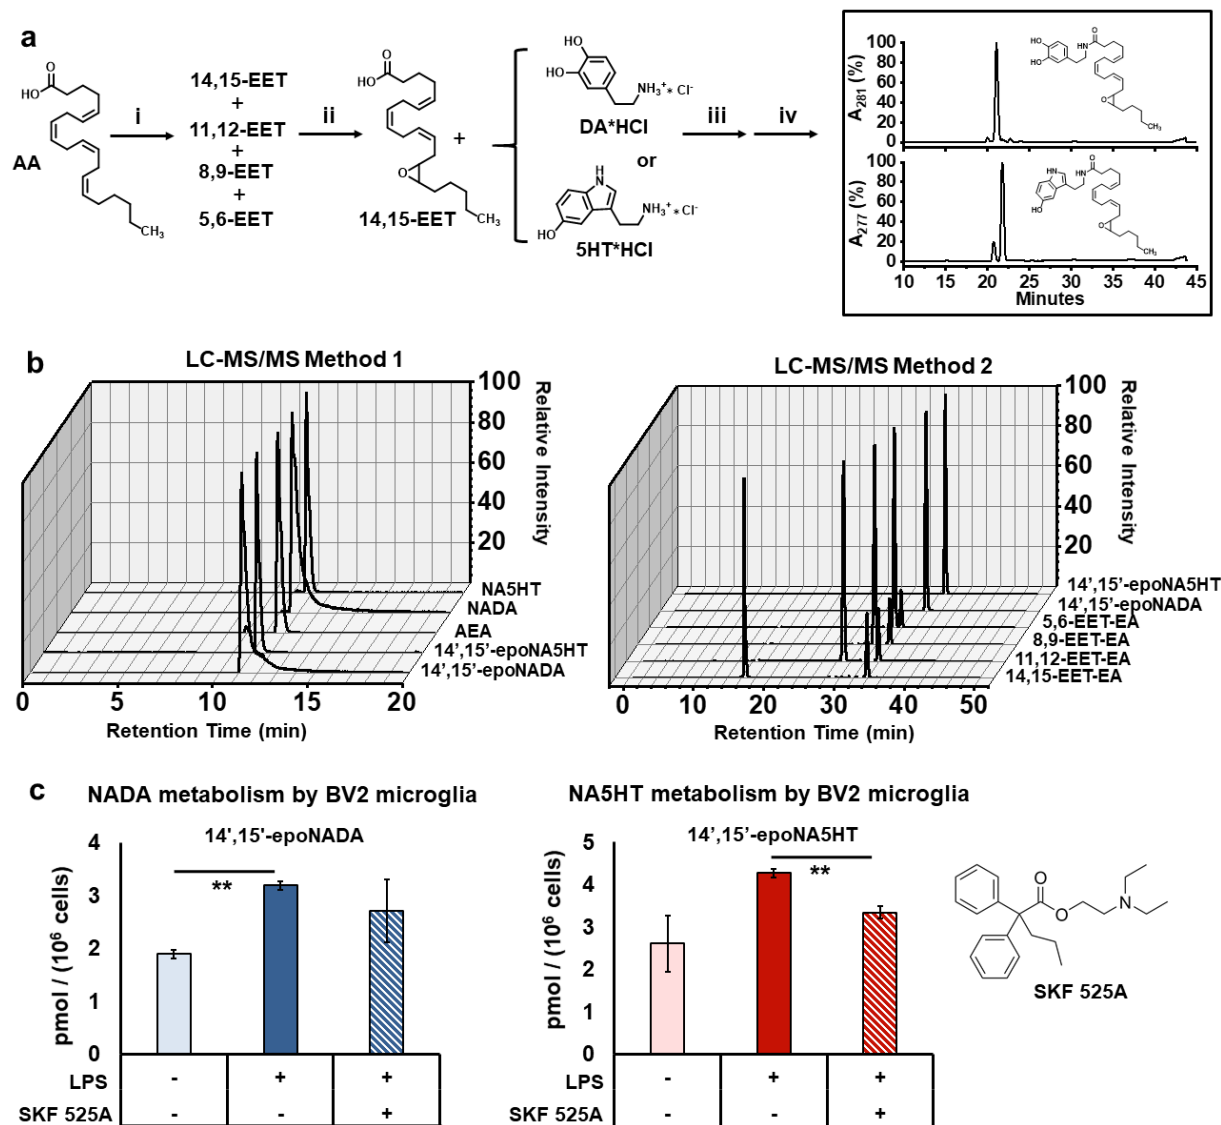 a
O
HO
AA
CH₃
i
14,15-EET
+
11,12-EET
+
8,9-EET
+
5,6-EET
ii
O
HO
O
CH₃
14,15-EET
+
HO
HO
NH₃⁺* Cl⁻
DA*HCl
or
H
N
HO
NH₃⁺* Cl⁻
5HT*HCl
iii
iv
A₂₈₁ (%)
100
80
60
40
20
0
HO
HO
NH
O
O
CH₃
A₂₇₇ (%)
100
80
60
40
20
0
HN
HO
NH
O
O
CH₃
10 15 20 25 30 35 40 45
Minutes
b
LC-MS/MS Method 1
100
80
60
40
20
Relative Intensity
NA5HT
NADA
AEA
14',15'-epoNA5HT
14',15'-epoNADA
0 5 10 15 20
Retention Time (min)
LC-MS/MS Method 2
100
80
60
40
20
Relative Intensity
14',15'-epoNA5HT
14',15'-epoNADA
5,6-EET-EA
8,9-EET-EA
11,12-EET-EA
14,15-EET-EA
0 10 20 30 40 50
Retention Time (min)
c
NADA metabolism by BV2 microglia
14',15'-epoNADA
pmol / (10⁶ cells)
4
3
2
1
0
**
LPS - + +
SKF 525A - - +
NA5HT metabolism by BV2 microglia
14’,15’-epoNA5HT
pmol / (10⁶ cells)
5
4
3
2
1
0
**
LPS - + +
SKF 525A - - +
O
O
N
SKF 525A